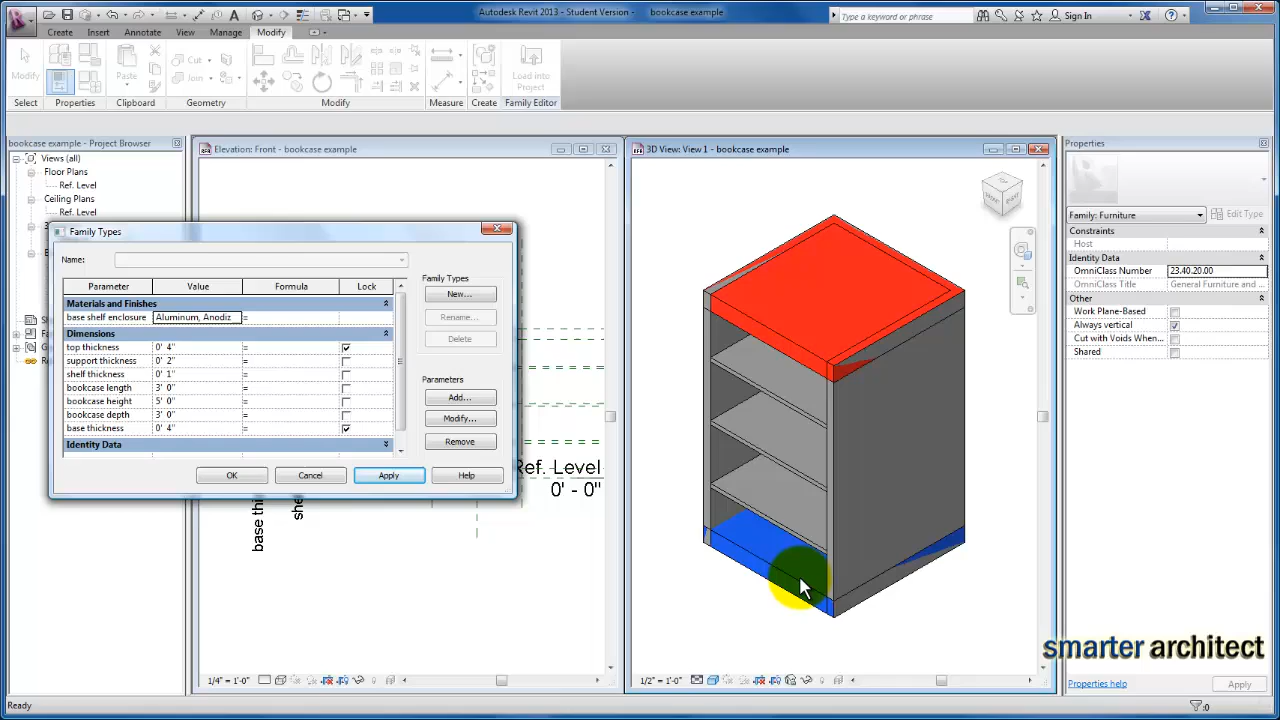 Autodesk Revit 2013 - Student Version - bookcase example
Type a keyword or phrase
Sign In
Create Insert Annotate View Manage Modify
Modify
Paste
Cut
Join
Load into
Project
Select Properties Clipboard Geometry Modify Measure Create Family Editor
bookcase example - Project Browser
Views (all)
Floor Plans
Ref. Level
Ceiling Plans
Ref. Level
Elevation: Front - bookcase example
Ref. Level
0' - 0"
base thi
she
1/4" = 1'-0"
3D View: View 1 - bookcase example
1/2" = 1'-0"
Family Types
Name:
Parameter Value Formula Lock
Materials and Finishes
base shelf enclosure Aluminum, Anodiz =
Dimensions
top thickness 0' 4" =
support thickness 0' 2" =
shelf thickness 0' 1" =
bookcase length 3' 0" =
bookcase height 5' 0" =
bookcase depth 3' 0" =
base thickness 0' 4" =
Identity Data
Family Types
New...
Rename...
Delete
Parameters
Add...
Modify...
Remove
OK Cancel Apply Help
Properties
Family: Furniture Edit Type
Constraints
Host
Identity Data
OmniClass Number 23.40.20.00
OmniClass Title General Furniture and ...
Other
Work Plane-Based
Always vertical
Cut with Voids When...
Shared
smarter architect
Properties help Apply
Ready
:0